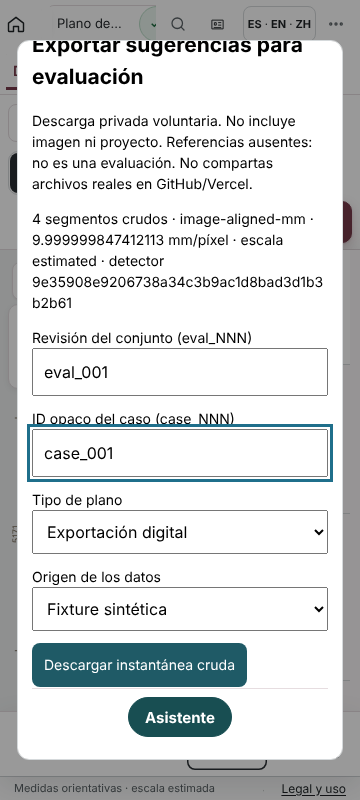 Plano de...
ES · EN · ZH
Exportar sugerencias para
evaluación
Descarga privada voluntaria. No incluye
imagen ni proyecto. Referencias ausentes:
no es una evaluación. No compartas
archivos reales en GitHub/Vercel.
4 segmentos crudos · image-aligned-mm ·
9.999999847412113 mm/píxel · escala
estimated · detector
9e35908e9206738a34c3b9ac1d8bad3d1b3
b2b61
Revisión del conjunto (eval_NNN)
eval_001
ID opaco del caso (case_NNN)
case_001
Tipo de plano
Exportación digital
Origen de los datos
Fixture sintética
Descargar instantánea cruda
Asistente
Medidas orientativas · escala estimada
Legal y uso